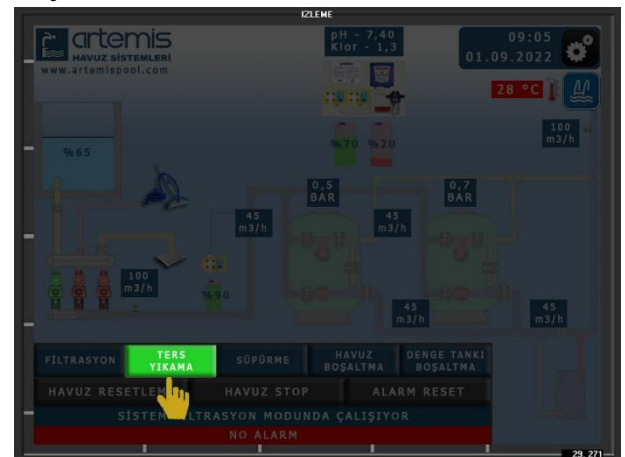 IZLEME
artemis
HAVUZ SİSTEMLERİ
www.artemispool.com
pH - 7,40
Klor - 1,3
09:05
01.09.2022
28 °C
100
m3/h
%65
%70
%20
0,5
BAR
0,7
BAR
45
m3/h
45
m3/h
100
m3/h
%90
45
m3/h
45
m3/h
FİLTRASYON
TERS
YIKAMA
SÜPÜRME
HAVUZ
BOŞALTMA
DENGE TANKI
BOŞALTMA
HAVUZ RESETLEM
HAVUZ STOP
ALARM RESET
SİSTEM LTRASYON MODUNDA ÇALIŞIYOR
NO ALARM
29.271